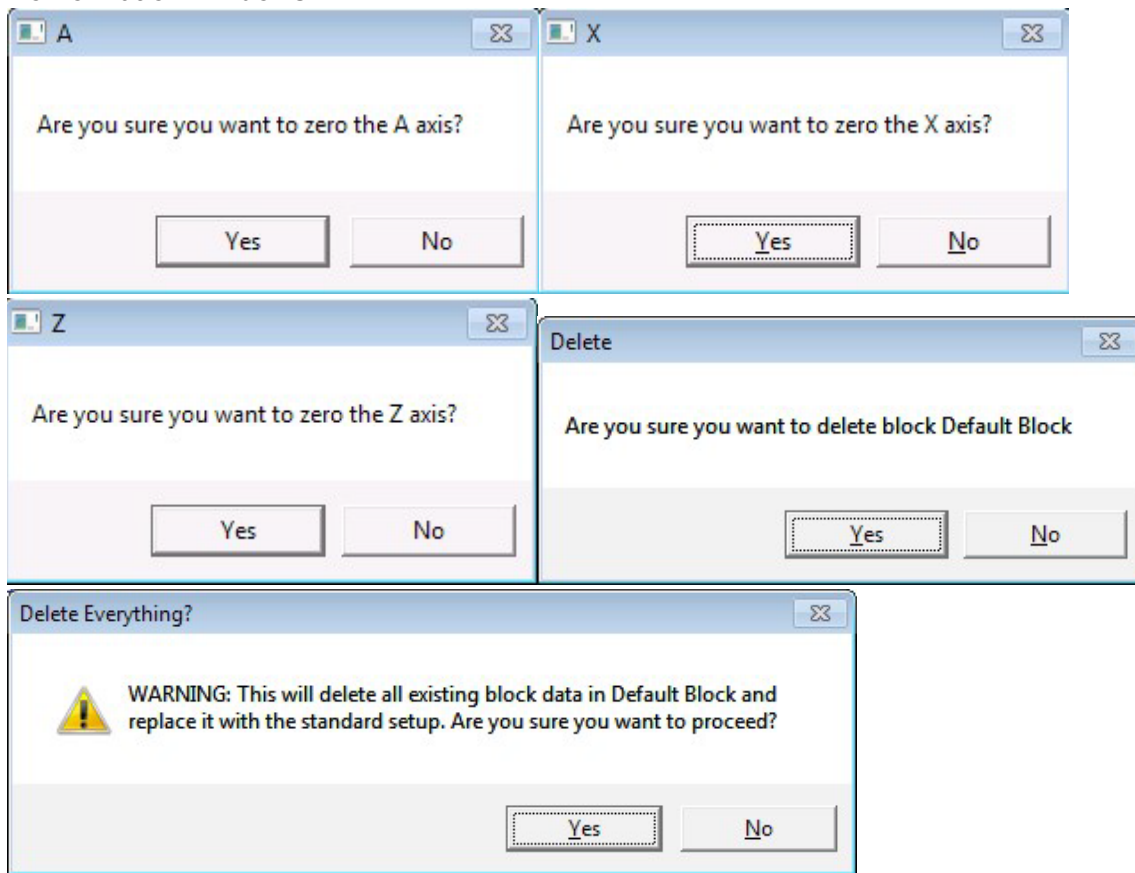 A
Are you sure you want to zero the A axis?
Yes No
X
Are you sure you want to zero the X axis?
Yes No
Z
Are you sure you want to zero the Z axis?
Yes No
Delete
Are you sure you want to delete block Default Block
Yes No
Delete Everything?
WARNING: This will delete all existing block data in Default Block and
replace it with the standard setup. Are you sure you want to proceed?
Yes No